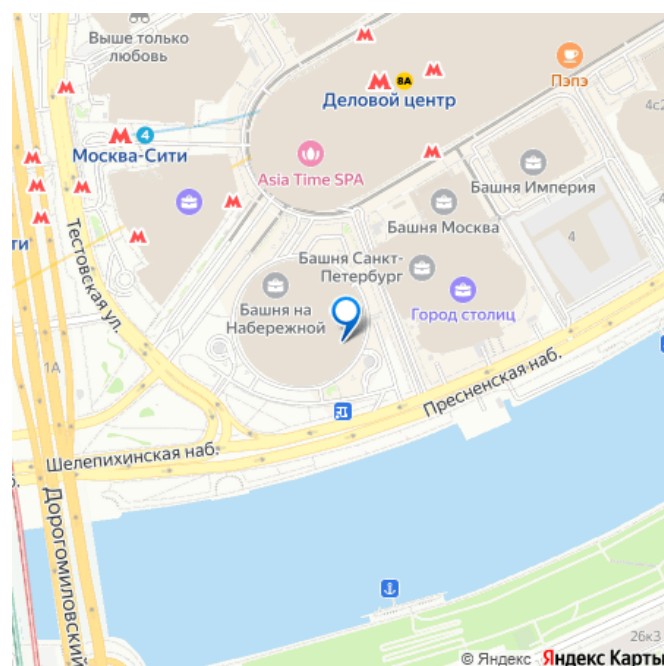 Выше только
любовь
Пэпэ
ВА
Деловой центр
4с2
4
Москва-Сити
Asia Time SPA
Башня Империя
Башня Москва
ти
Тестовская ул.
Башня Санкт-
Петербург
4
Башня на
Набережной
Город столиц
1А
Пресненская наб.
Шелепихинская наб.
б.
Дорогомиловский
26к3
© Яндекс Яндекс Карты